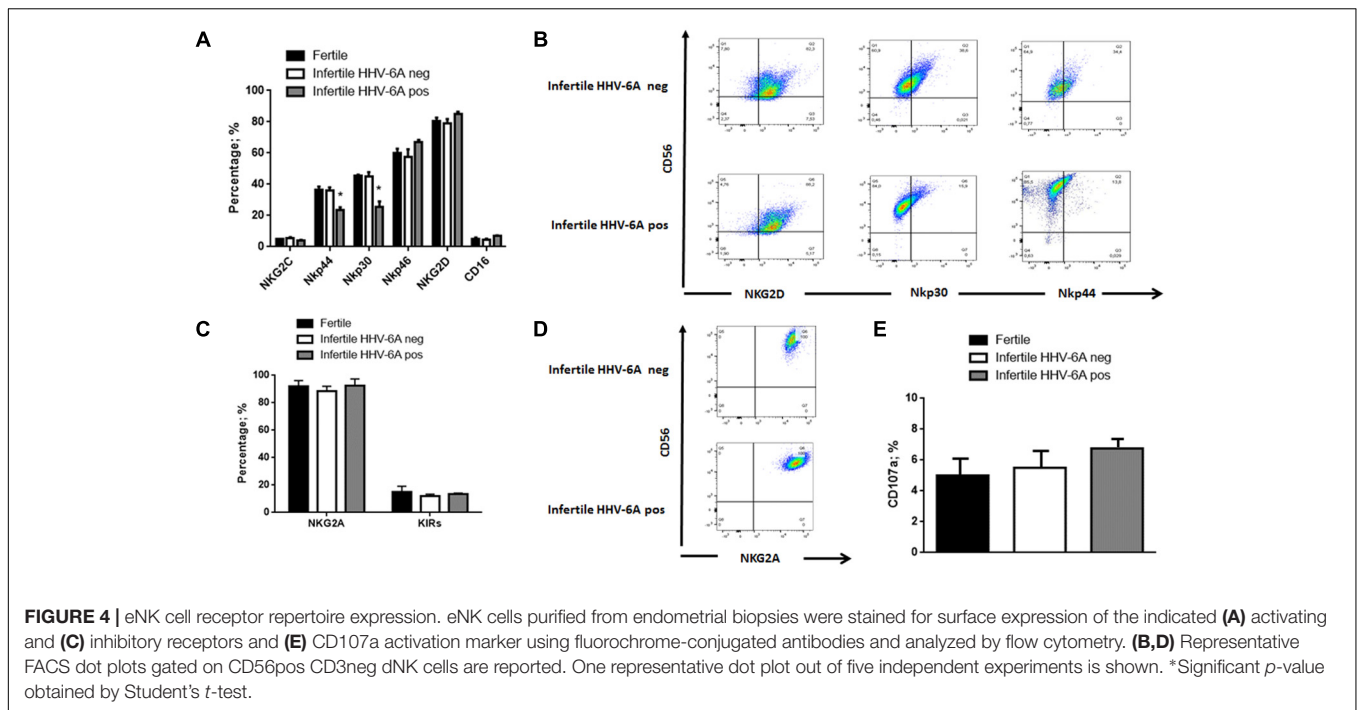 A
Fertile
Infertile HHV-6A neg
Infertile HHV-6A pos
Percentage; %
100
80
60
40
20
0
*
*
NKG2C
Nkp44
Nkp30
Nkp46
NKG2D
CD16
B
Infertile HHV-6A neg
Infertile HHV-6A pos
CD56
NKG2D
Nkp30
Nkp44
C
Fertile
Infertile HHV-6A neg
Infertile HHV-6A pos
Percentage; %
100
80
60
40
20
0
NKG2A
KIRs
D
Infertile HHV-6A neg
Infertile HHV-6A pos
CD56
NKG2A
E
Fertile
Infertile HHV-6A neg
Infertile HHV-6A pos
CD107a; %
10
8
6
4
2
0
FIGURE 4 | eNK cell receptor repertoire expression. eNK cells purified from endometrial biopsies were stained for surface expression of the indicated (A) activating
and (C) inhibitory receptors and (E) CD107a activation marker using fluorochrome-conjugated antibodies and analyzed by flow cytometry. (B,D) Representative
FACS dot plots gated on CD56pos CD3neg dNK cells are reported. One representative dot plot out of five independent experiments is shown. *Significant p-value
obtained by Student's t-test.